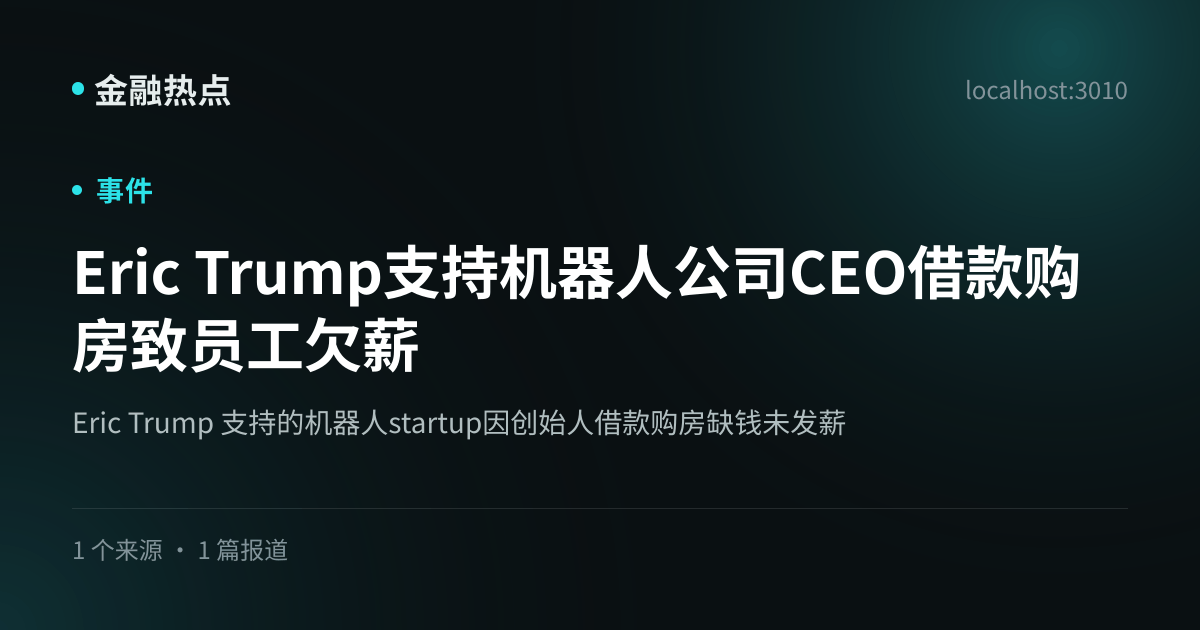 金融热点
localhost:3010
事件
Eric Trump支持机器人公司CEO借款购
房致员工欠薪
Eric Trump 支持的机器人startup因创始人借款购房缺钱未发薪
1 个来源 · 1 篇报道